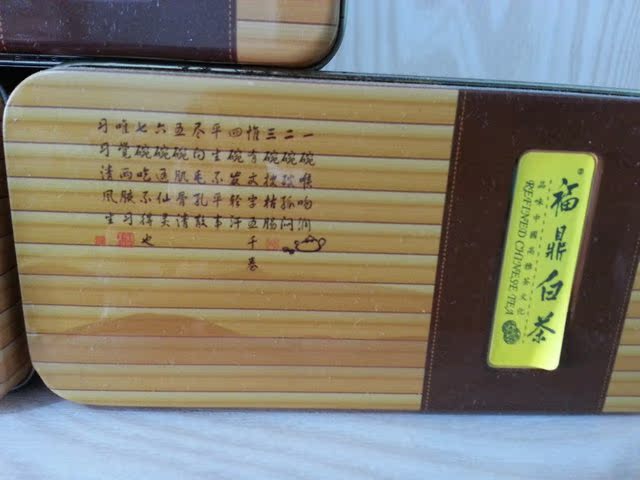 一碗喉吻润
二碗破孤闷
三碗搜枯肠
惟有文字五千卷
四碗发轻汗
平生不平事
尽向毛孔散
五碗肌骨清
六碗通仙灵
七碗吃不得也
唯觉两腋习
习清风生
福鼎白茶
REFINED CHINESE TEA